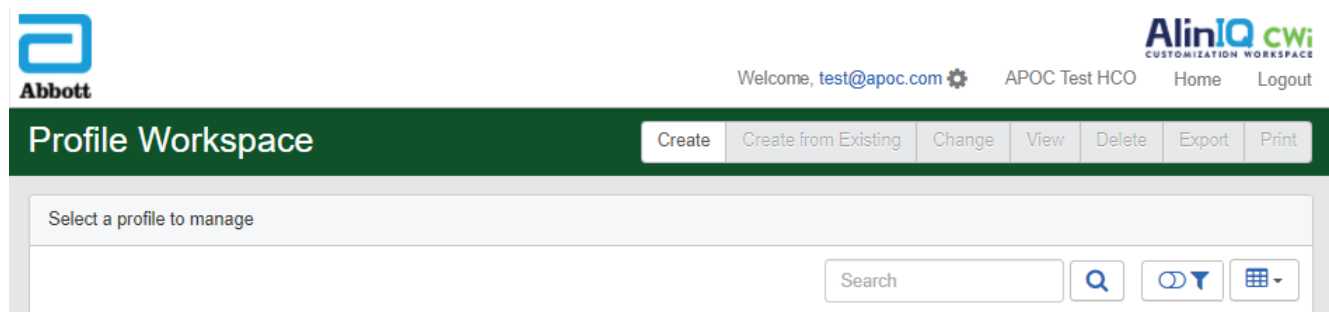 AlinIQ CWi
CUSTOMIZATION WORKSPACE
Abbott
Welcome, test@apoc.com APOC Test HCO Home Logout
Profile Workspace Create Create from Existing Change View Delete Export Print
Select a profile to manage
Search